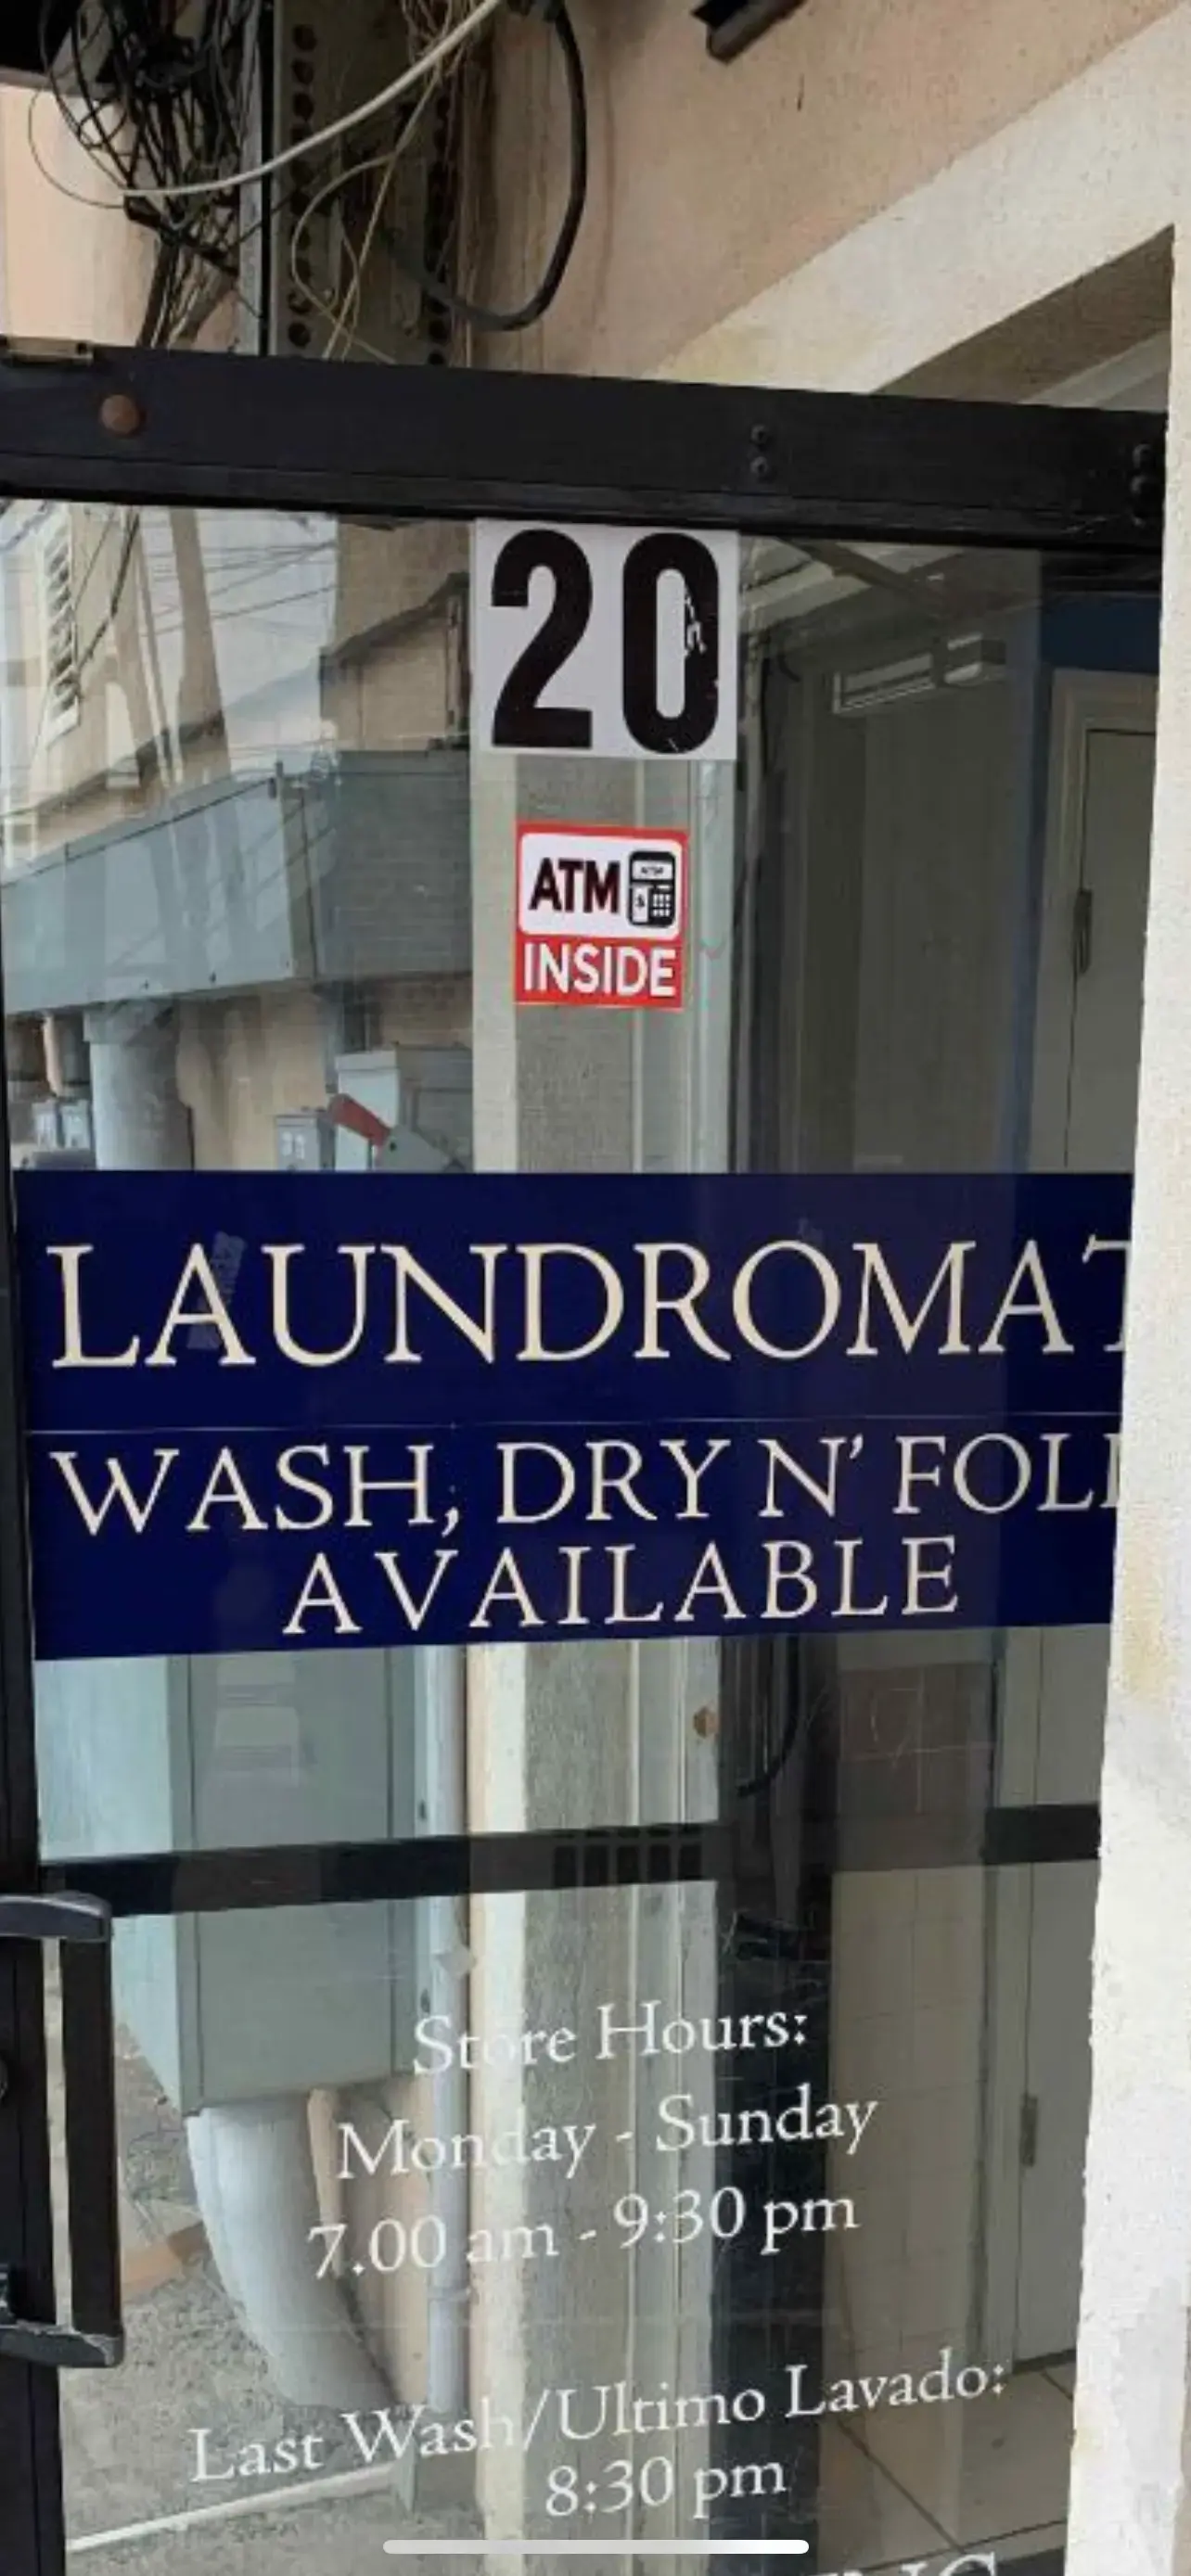 20
ATM
INSIDE
LAUNDROMAT
WASH, DRY N' FOLD
AVAILABLE
Store Hours:
Monday - Sunday
7.00 am - 9:30 pm
Last Wash/Ultimo Lavado:
8:30 pm